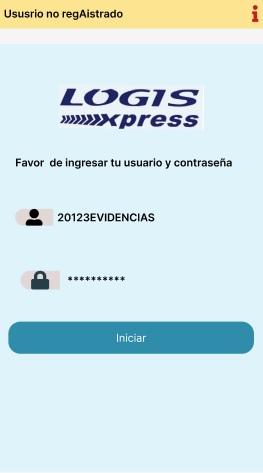 Ususrio no regAistrado
LOGIS
xpress
Favor de ingresar tu usuario y contraseña
20123EVIDENCIAS
**********
Iniciar